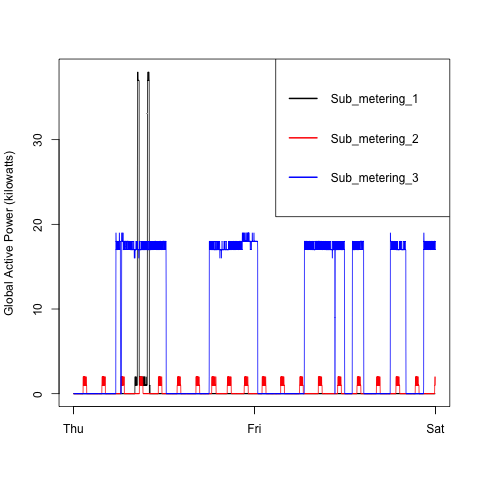 Sub_metering_1
Sub_metering_2
Sub_metering_3
Global Active Power (kilowatts)
30
20
10
0
Thu Fri Sat